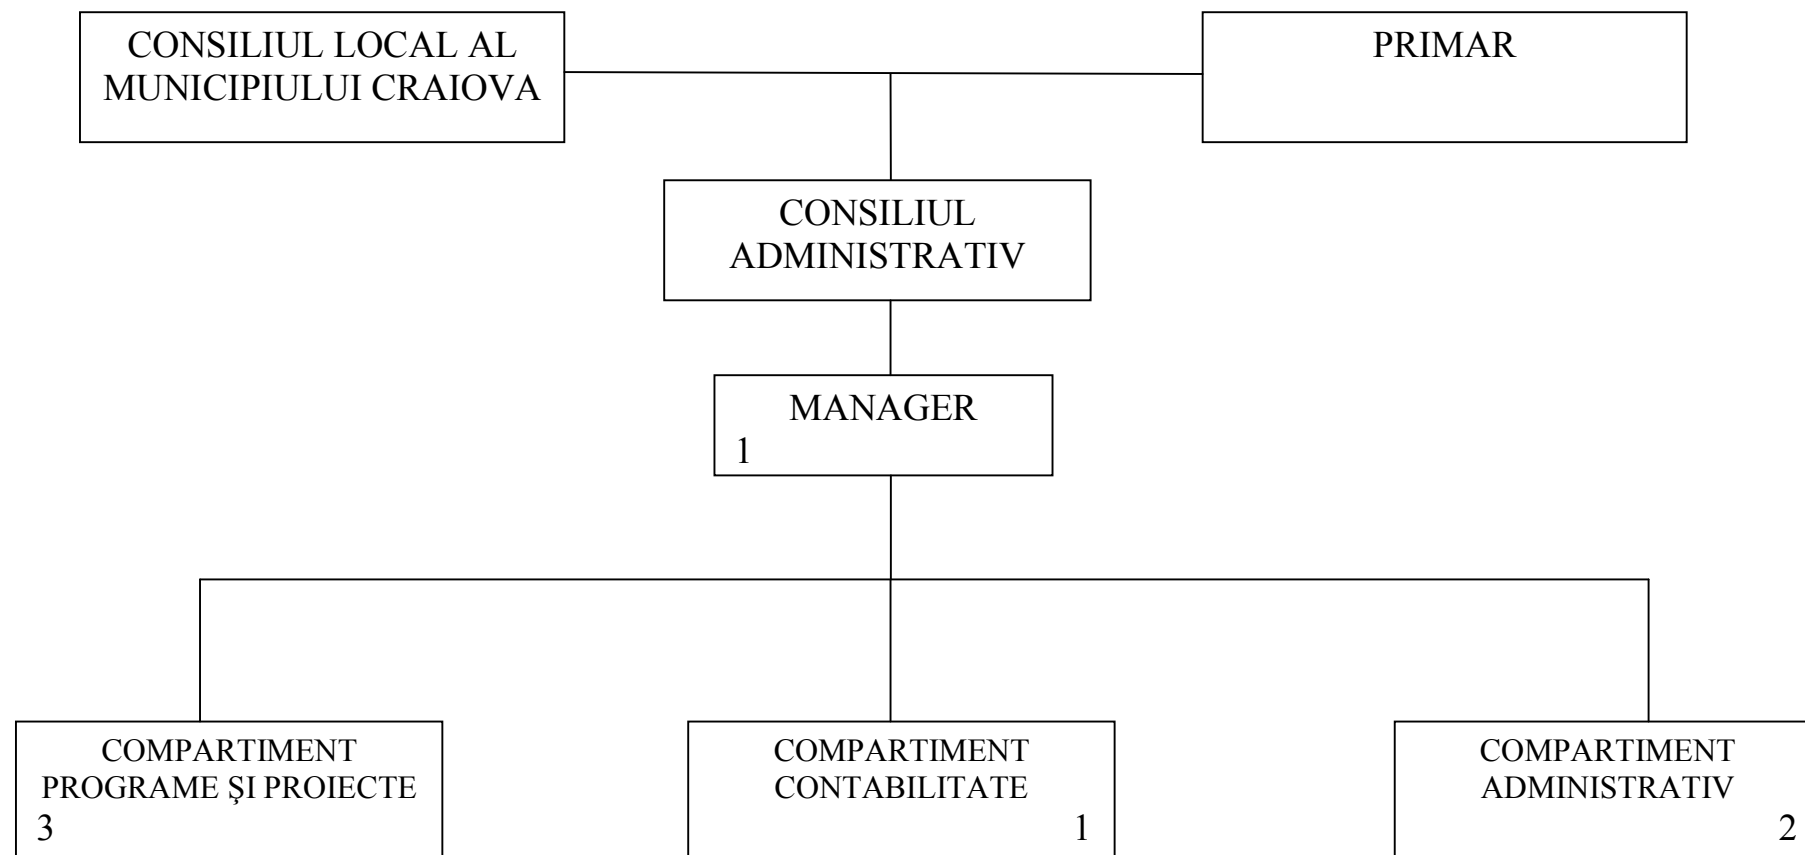 CONSILIUL LOCAL AL
MUNICIPIULUI CRAIOVA
PRIMAR
CONSILIUL
ADMINISTRATIV
MANAGER
1
COMPARTIMENT
PROGRAME ŞI PROIECTE
3
COMPARTIMENT
CONTABILITATE
1
COMPARTIMENT
ADMINISTRATIV
2